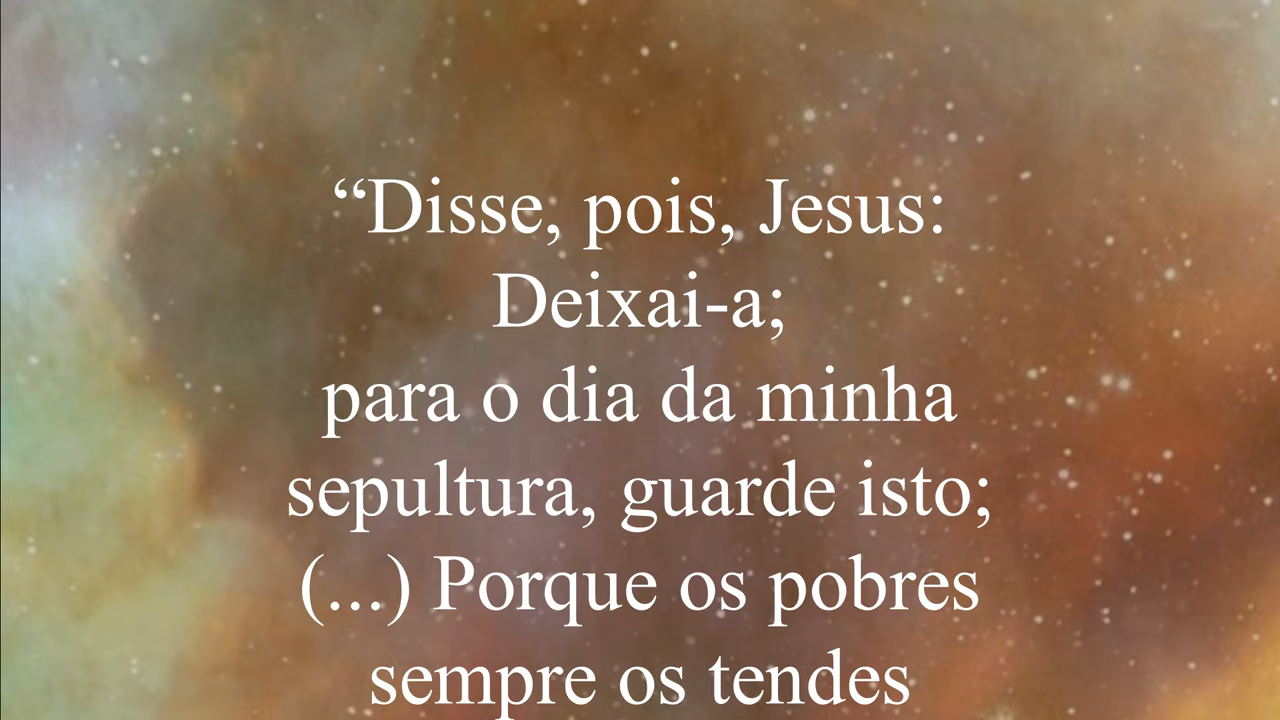 “Disse, pois, Jesus:
Deixai-a;
para o dia da minha
sepultura, guarde isto;
(...) Porque os pobres
sempre os tendes